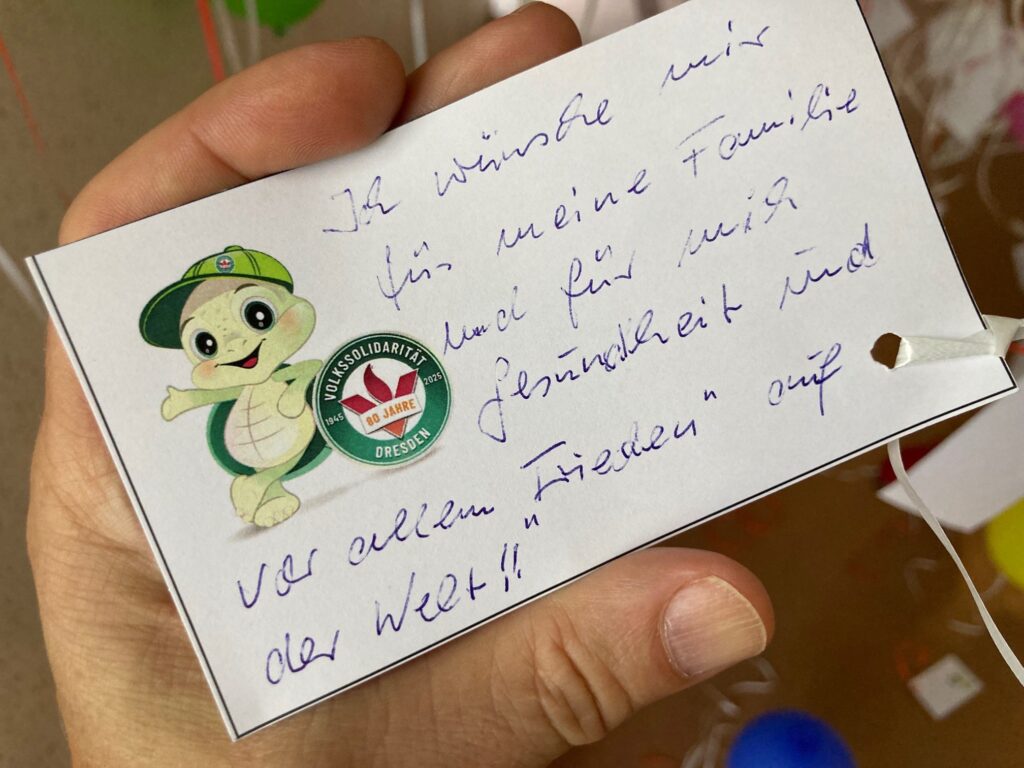 Ich wünsche mir
für meine Familie
und für mich
Gesundheit und
vor allem "Frieden" auf
der Welt!!
VOLKSSOLIDARITÄT
1945
2025
80 JAHRE
DRESDEN